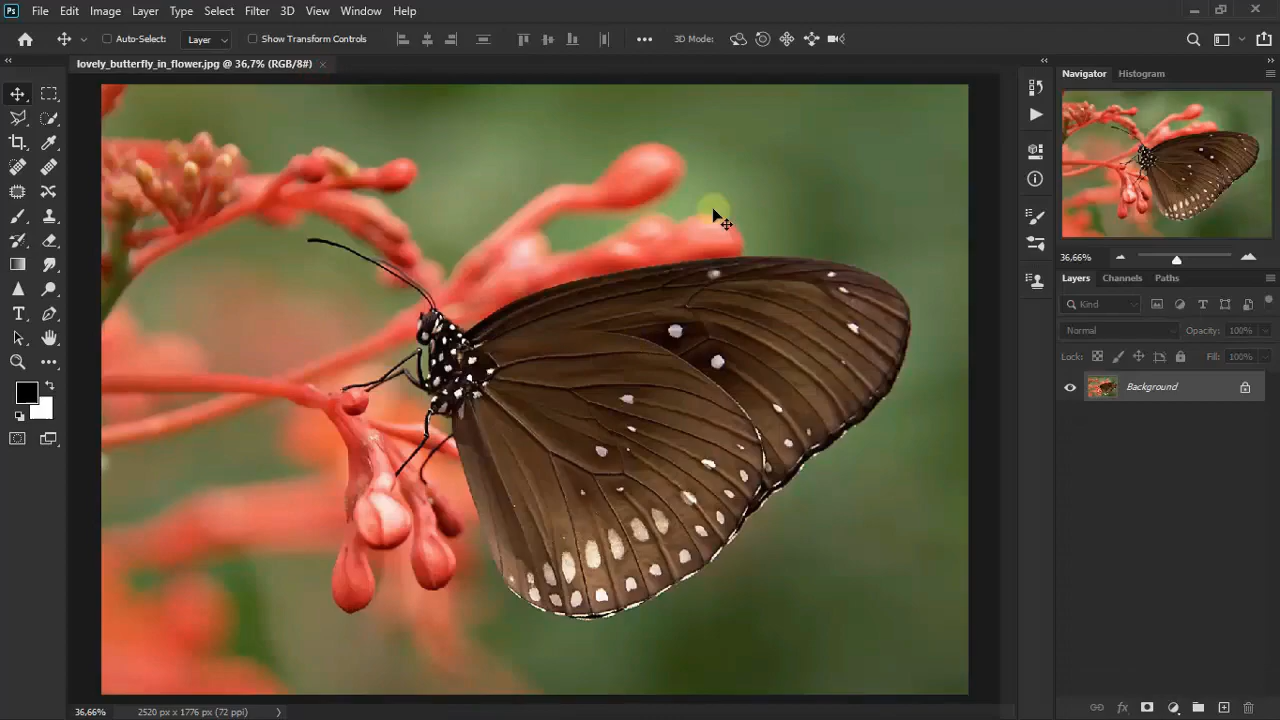 Ps File Edit Image Layer Type Select Filter 3D View Window Help
Auto-Select: Layer Show Transform Controls 3D Mode:
lovely_butterfly_in_flower.jpg @ 36,7% (RGB/8#)
Navigator Histogram
36,66%
Layers Channels Paths
Kind
Normal Opacity: 100%
Lock: Fill: 100%
Background
36,66% 2520 px x 1776 px (72 ppi)